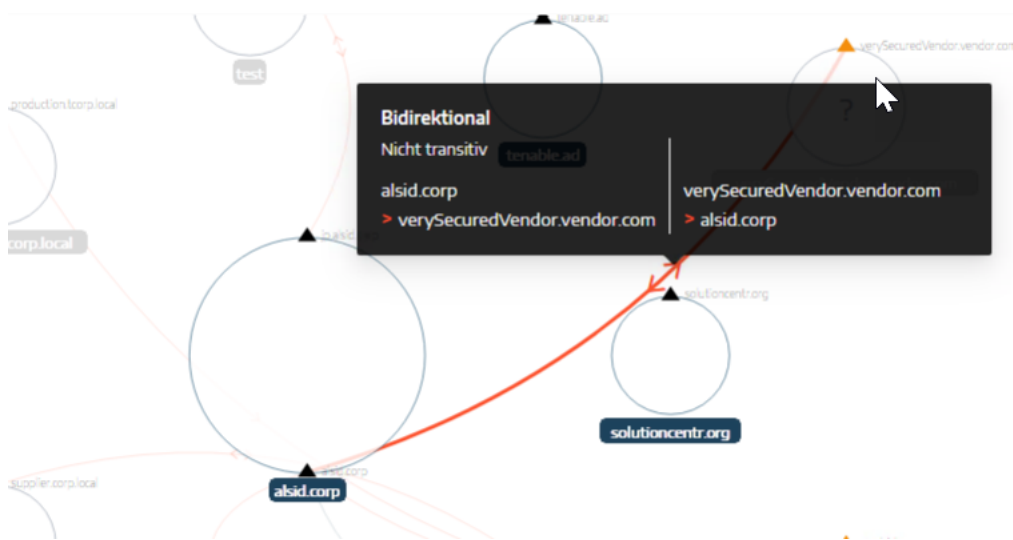 tenable.ad
verySecuredVendor.vendor.com
test
production.tcorp.local
?
Bidirektional
Nicht transitiv
tenable.ad
alsid.corp
> verySecuredVendor.vendor.com
verySecuredVendor.vendor.com
> alsid.corp
corp.local
solutioncentr.org
solutioncentr.org
alsid.corp
alsid.corp
supplier.corp.local